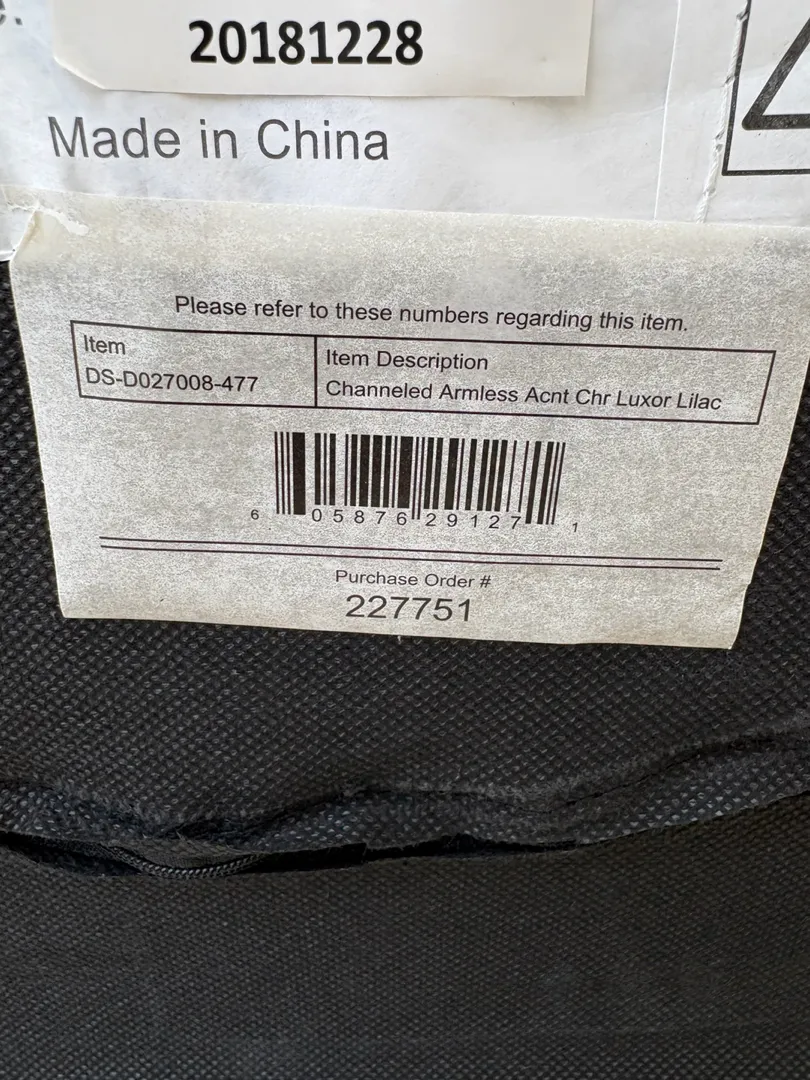 20181228
Made in China
Please refer to these numbers regarding this item.
Item
DS-D027008-477
Item Description
Channeled Armless Acnt Chr Luxor Lilac
6 05876 29127 1
Purchase Order #
227751